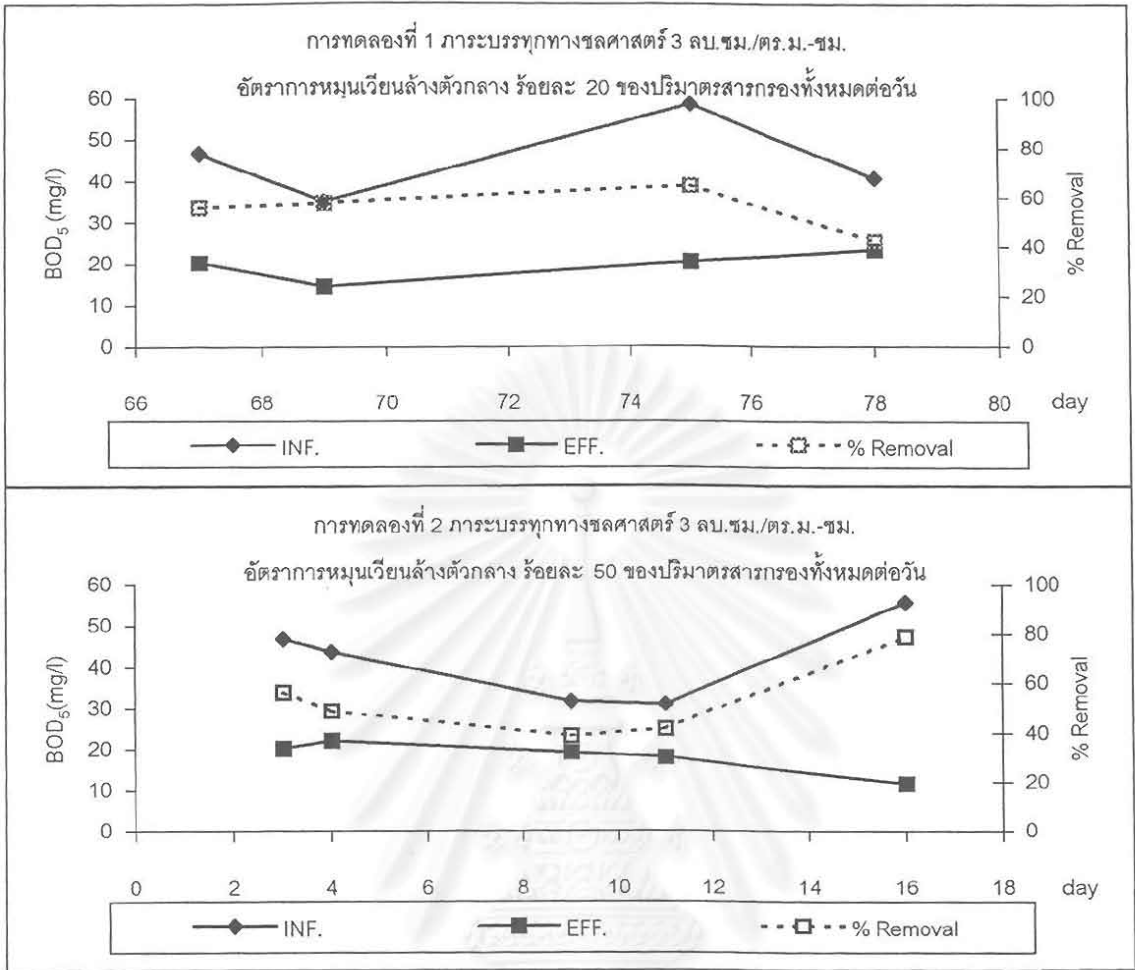 การทดลองที่ 1 ภาระบรรทุกทางชลศาสตร์ 3 ลบ.ซม./ตร.ม.-ชม.
อัตราการหมุนเวียนล้างตัวกลาง ร้อยละ 20 ของปริมาตรสารกรองทั้งหมดต่อวัน
BOD5 (mg/l)
60
50
40
30
20
10
0
100
80
60
40
20
0
% Removal
66 68 70 72 74 76 78 80 day
INF. EFF. % Removal
การทดลองที่ 2 ภาระบรรทุกทางชลศาสตร์ 3 ลบ.ซม./ตร.ม.-ชม.
อัตราการหมุนเวียนล้างตัวกลาง ร้อยละ 50 ของปริมาตรสารกรองทั้งหมดต่อวัน
BOD5(mg/l)
60
50
40
30
20
10
0
100
80
60
40
20
0
% Removal
0 2 4 6 8 10 12 14 16 18 day
INF. EFF. % Removal